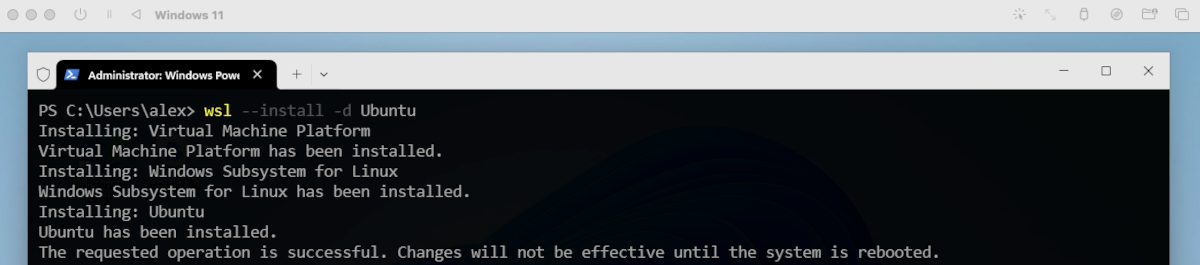 Windows 11
Administrator: Windows Powe
PS C:\Users\alex> wsl --install -d Ubuntu
Installing: Virtual Machine Platform
Virtual Machine Platform has been installed.
Installing: Windows Subsystem for Linux
Windows Subsystem for Linux has been installed.
Installing: Ubuntu
Ubuntu has been installed.
The requested operation is successful. Changes will not be effective until the system is rebooted.